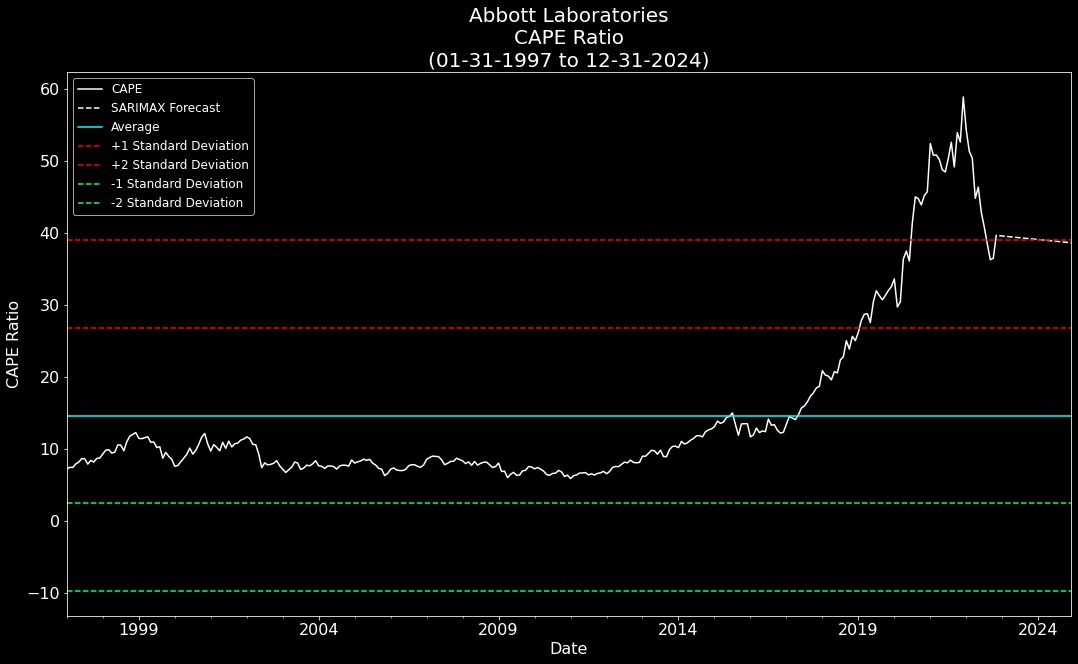 Abbott Laboratories
CAPE Ratio
(01-31-1997 to 12-31-2024)
CAPE
SARIMAX Forecast
Average
+1 Standard Deviation
+2 Standard Deviation
-1 Standard Deviation
-2 Standard Deviation
60
50
40
30
20
10
0
−10
CAPE Ratio
1999
2004
2009
2014
2019
2024
Date